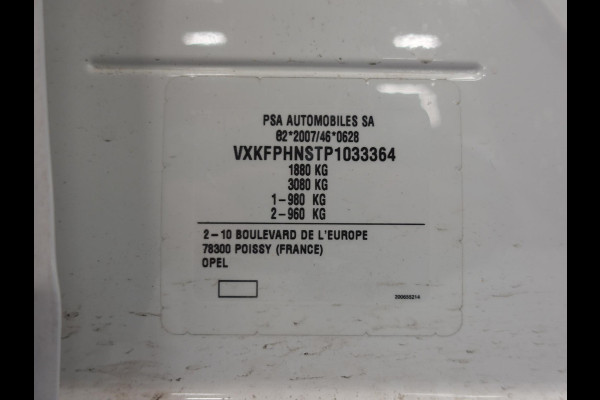 PSA AUTOMOBILES SA
02*2007/46*0628
VXKFPHNSTP1033364
1880 KG
3080 KG
1-980 KG
2-960 KG
2-10 BOULEVARD DE L'EUROPE
78300 POISSY (FRANCE)
OPEL